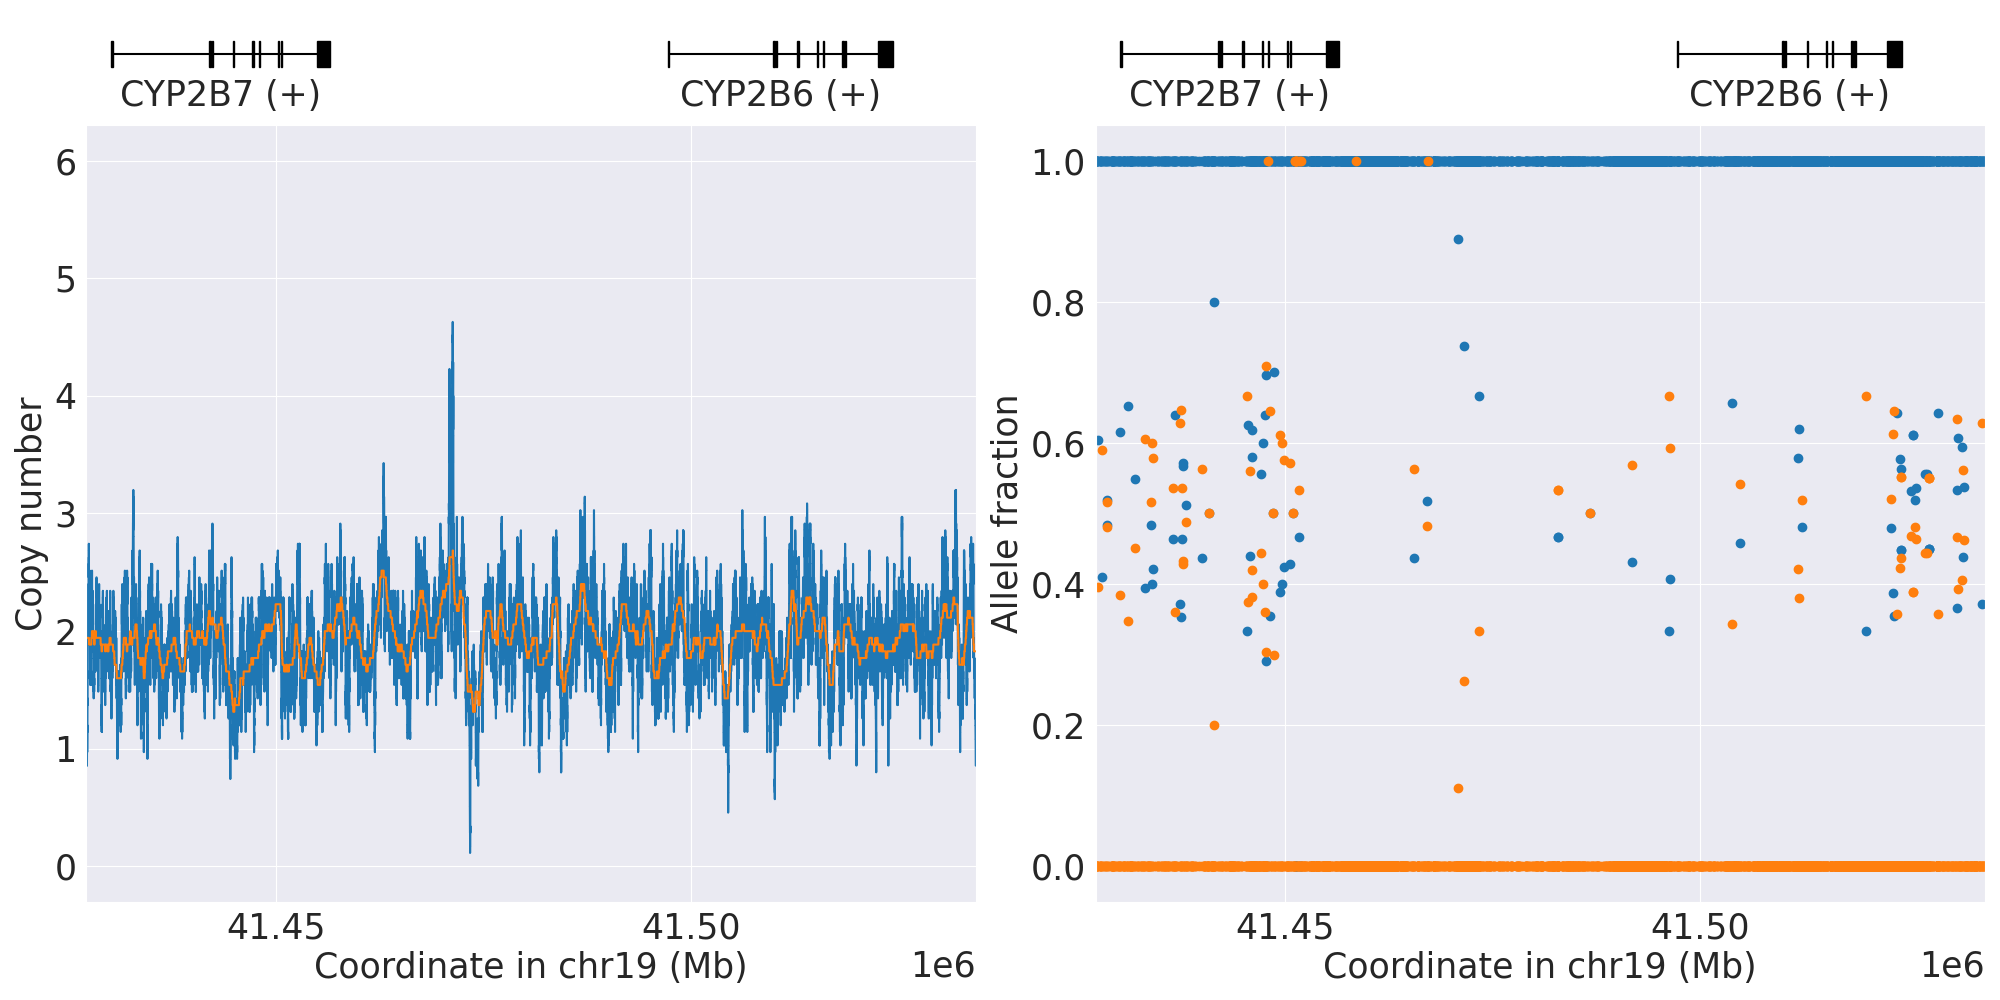 CYP2B7 (+)
CYP2B6 (+)
CYP2B7 (+)
CYP2B6 (+)
6
5
4
3
2
1
0
Copy number
41.45
41.50
Coordinate in chr19 (Mb)
1e6
1.0
0.8
0.6
0.4
0.2
0.0
Allele fraction
41.45
41.50
Coordinate in chr19 (Mb)
1e6